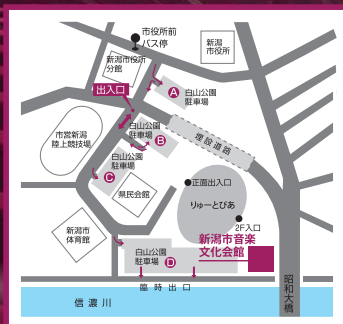 市役所前
バス停
新潟
市役所
新潟市役所
分館
出入口
A
白山公園
駐車場
市営新潟
陸上競技場
白山公園
駐車場
B
埋設道路
白山公園
駐車場
C
県民会館
正面出入口
りゅーとぴあ
2F入口
新潟市
体育館
新潟市音楽
文化会館
白山公園
駐車場
D
臨時出口
昭和大橋
信濃川